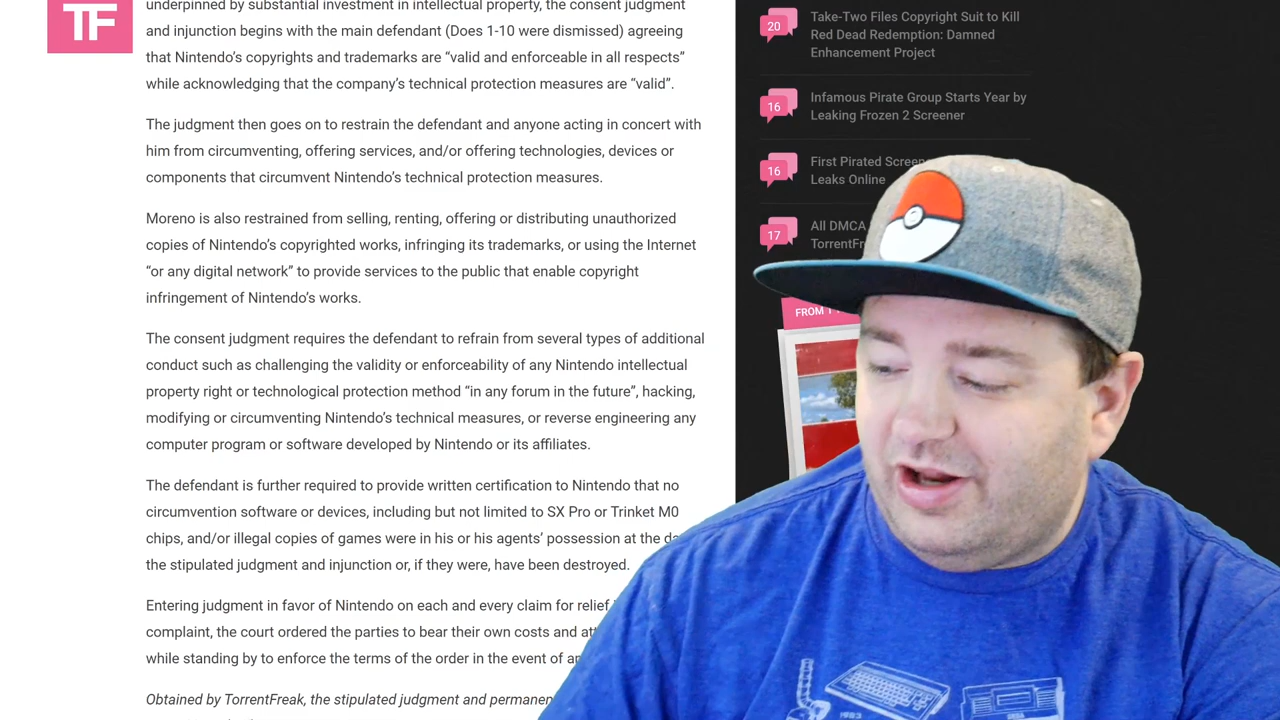 TF
underpinned by substantial investment in intellectual property, the consent judgment
and injunction begins with the main defendant (Does 1-10 were dismissed) agreeing
that Nintendo’s copyrights and trademarks are “valid and enforceable in all respects”
while acknowledging that the company’s technical protection measures are “valid”.
The judgment then goes on to restrain the defendant and anyone acting in concert with
him from circumventing, offering services, and/or offering technologies, devices or
components that circumvent Nintendo’s technical protection measures.
Moreno is also restrained from selling, renting, offering or distributing unauthorized
copies of Nintendo’s copyrighted works, infringing its trademarks, or using the Internet
“or any digital network” to provide services to the public that enable copyright
infringement of Nintendo’s works.
The consent judgment requires the defendant to refrain from several types of additional
conduct such as challenging the validity or enforceability of any Nintendo intellectual
property right or technological protection method “in any forum in the future”, hacking,
modifying or circumventing Nintendo’s technical measures, or reverse engineering any
computer program or software developed by Nintendo or its affiliates.
The defendant is further required to provide written certification to Nintendo that no
circumvention software or devices, including but not limited to SX Pro or Trinket M0
chips, and/or illegal copies of games were in his or his agents’ possession at the
the stipulated judgment and injunction or, if they were, have been destroyed.
Entering judgment in favor of Nintendo on each and every claim for relief
complaint, the court ordered the parties to bear their own costs and
while standing by to enforce the terms of the order in the event of
Obtained by TorrentFreak, the stipulated judgment and
20
Take-Two Files Copyright Suit to Kill
Red Dead Redemption: Damned
Enhancement Project
16
Infamous Pirate Group Starts Year by
Leaking Frozen 2 Screener
16
First Pirated
Leaks Online
17
All DMCA
FROM